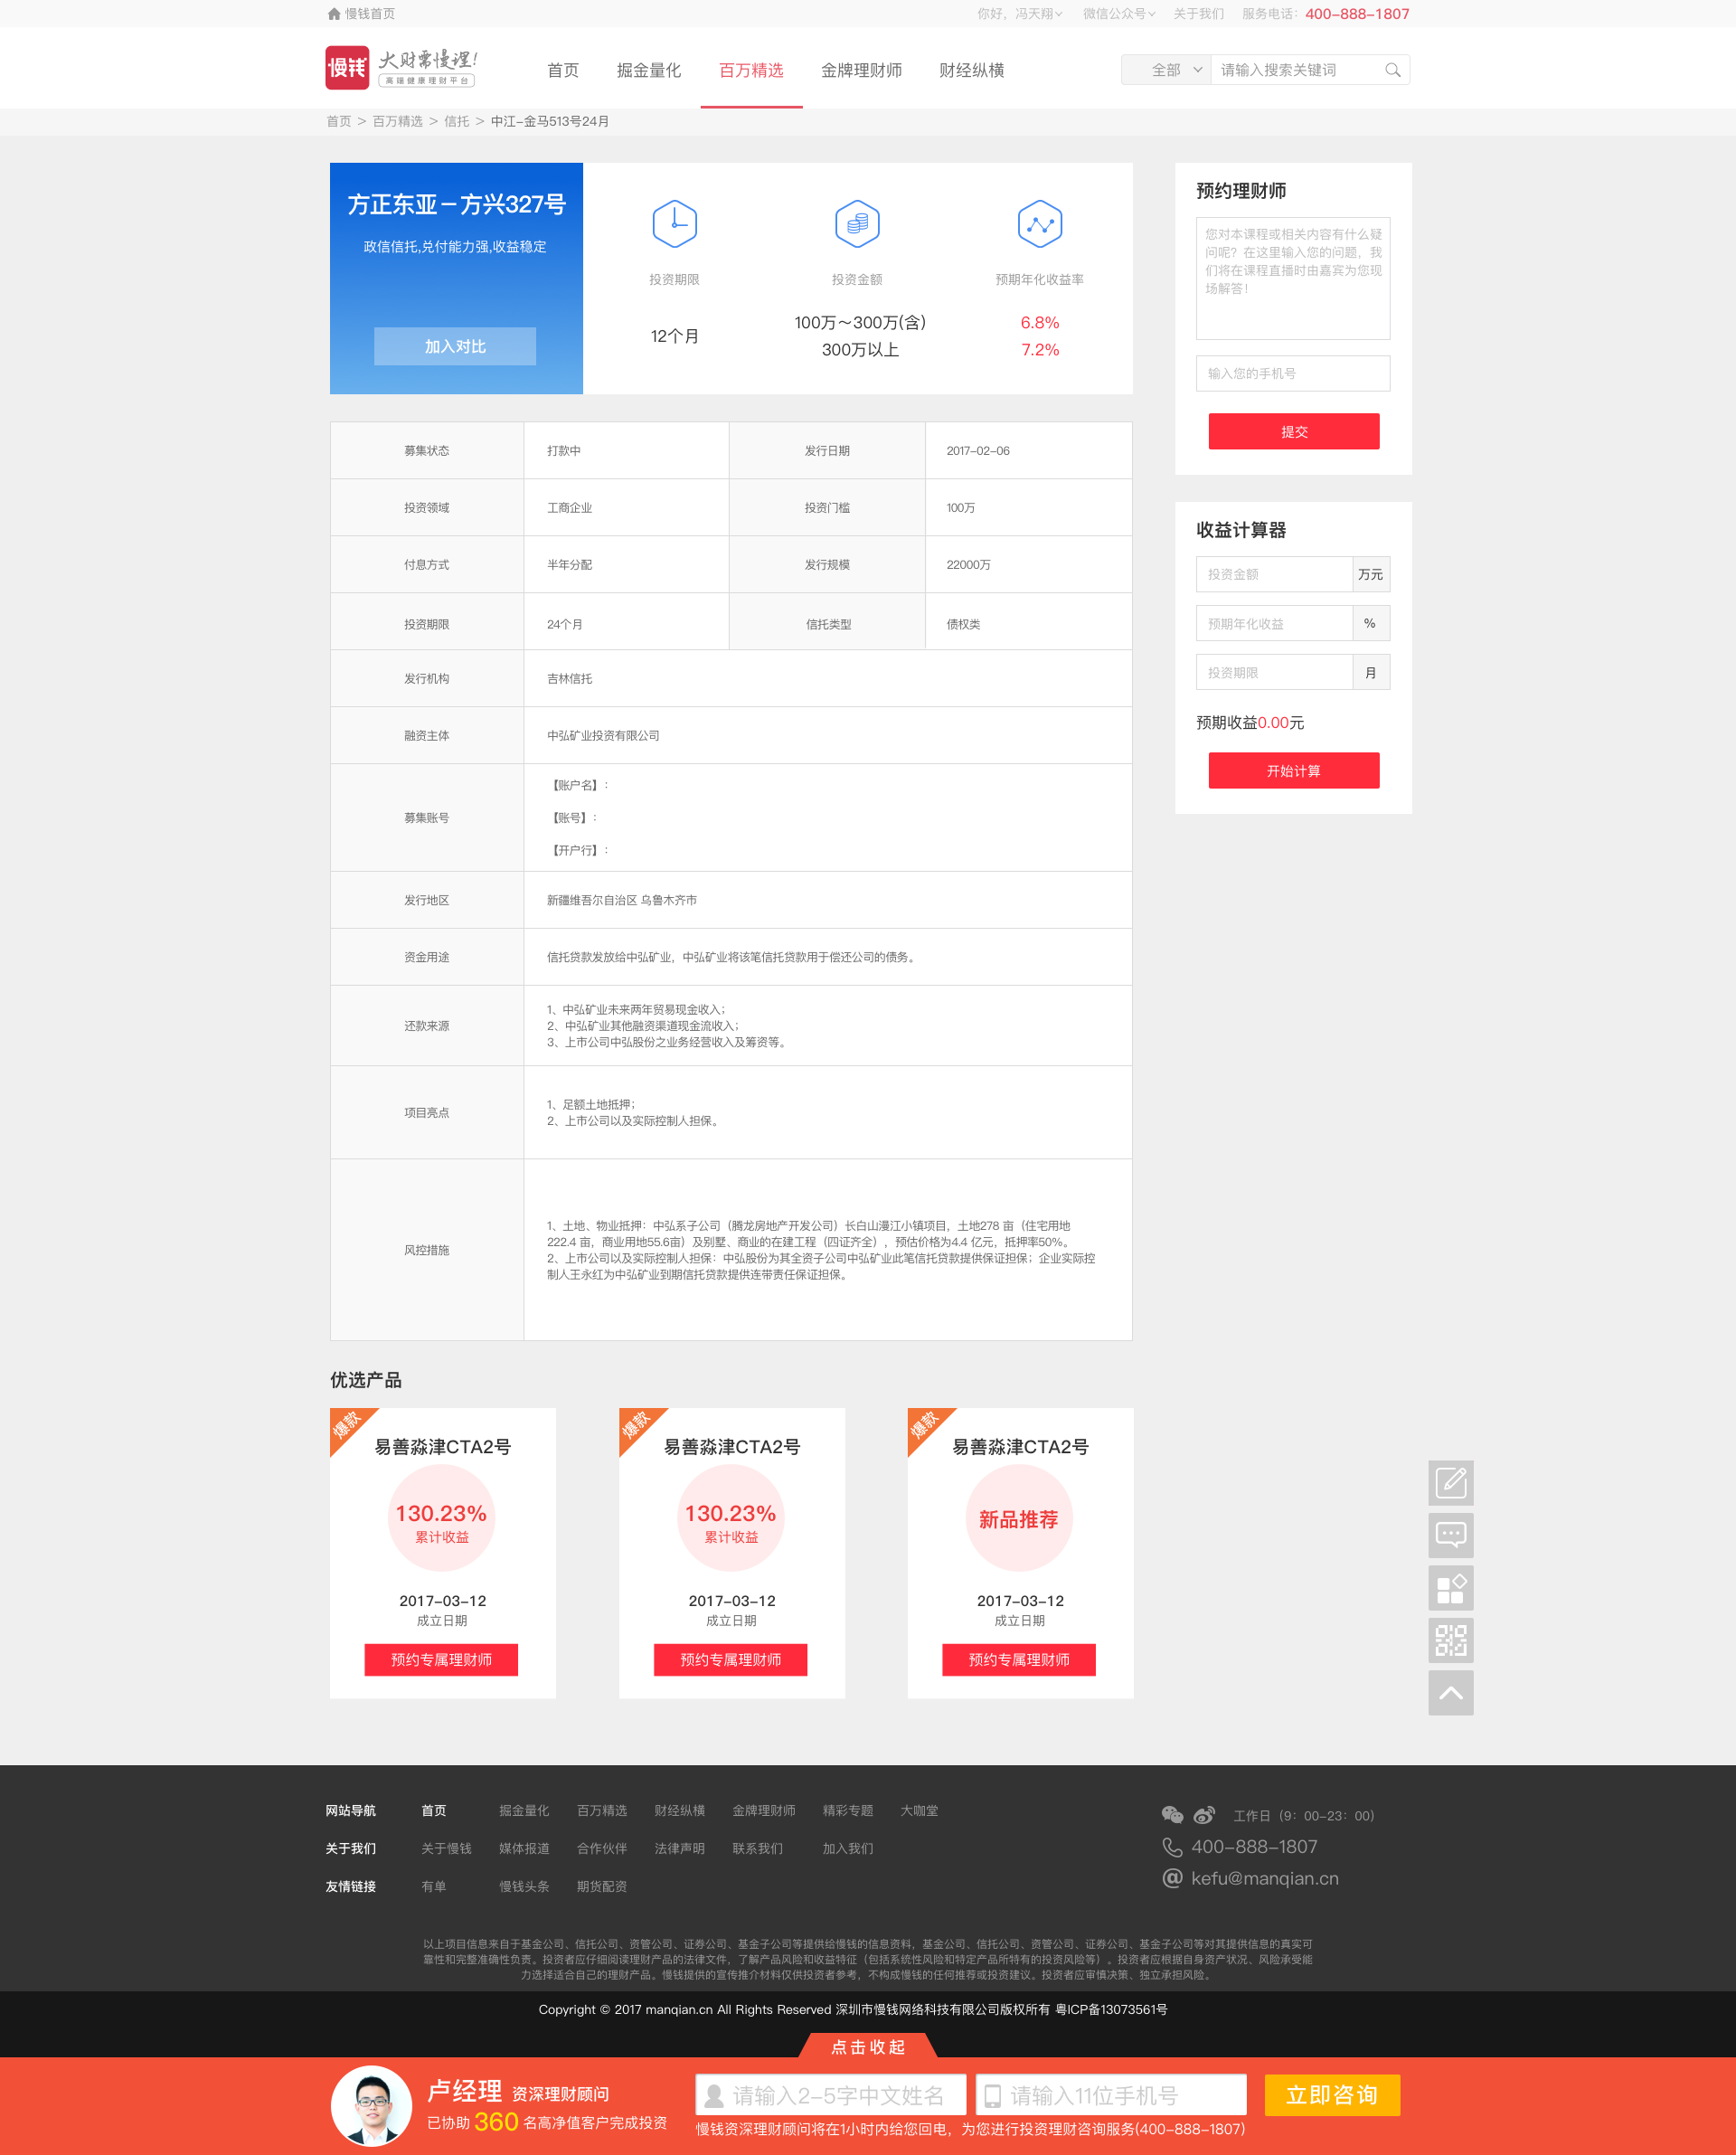 慢钱首页
你好，冯天翔 微信公众号 关于我们 服务电话：400-888-1807
慢钱 大财需慢理!
高端健康理财平台
首页 掘金量化 百万精选 金牌理财师 财经纵横
全部 请输入搜索关键词
首页 > 百万精选 > 信托 > 中江-金马513号24月
方正东亚－方兴327号
政信信托,兑付能力强,收益稳定
加入对比
投资期限 投资金额 预期年化收益率
12个月
100万～300万(含) 6.8%
300万以上 7.2%
预约理财师
您对本课程或相关内容有什么疑
问呢？在这里输入您的问题，我
们将在课程直播时由嘉宾为您现
场解答！
输入您的手机号
提交
收益计算器
投资金额 万元
预期年化收益 %
投资期限 月
预期收益0.00元
开始计算
募集状态 打款中 发行日期 2017-02-06
投资领域 工商企业 投资门槛 100万
付息方式 半年分配 发行规模 22000万
投资期限 24个月 信托类型 债权类
发行机构 吉林信托
融资主体 中弘矿业投资有限公司
募集账号
【账户名】：
【账号】：
【开户行】：
发行地区 新疆维吾尔自治区 乌鲁木齐市
资金用途 信托贷款发放给中弘矿业，中弘矿业将该笔信托贷款用于偿还公司的债务。
还款来源
1、中弘矿业未来两年贸易现金收入；
2、中弘矿业其他融资渠道现金流收入；
3、上市公司中弘股份之业务经营收入及筹资等。
项目亮点
1、足额土地抵押；
2、上市公司以及实际控制人担保。
风控措施
1、土地、物业抵押：中弘系子公司（腾龙房地产开发公司）长白山漫江小镇项目，土地278 亩（住宅用地
222.4 亩，商业用地55.6亩）及别墅、商业的在建工程（四证齐全），预估价格为4.4 亿元，抵押率50%。
2、上市公司以及实际控制人担保：中弘股份为其全资子公司中弘矿业此笔信托贷款提供保证担保；企业实际控
制人王永红为中弘矿业到期信托贷款提供连带责任保证担保。
优选产品
爆款 爆款 爆款
易善淼津CTA2号 易善淼津CTA2号 易善淼津CTA2号
130.23% 130.23% 新品推荐
累计收益 累计收益
2017-03-12 2017-03-12 2017-03-12
成立日期 成立日期 成立日期
预约专属理财师 预约专属理财师 预约专属理财师
网站导航 首页 掘金量化 百万精选 财经纵横 金牌理财师 精彩专题 大咖堂
关于我们 关于慢钱 媒体报道 合作伙伴 法律声明 联系我们 加入我们
友情链接 有单 慢钱头条 期货配资
工作日（9：00-23：00）
400-888-1807
kefu@manqian.cn
以上项目信息来自于基金公司、信托公司、资管公司、证券公司、基金子公司等提供给慢钱的信息资料，基金公司、信托公司、资管公司、证券公司、基金子公司等对其提供信息的真实可
靠性和完整准确性负责。投资者应仔细阅读理财产品的法律文件，了解产品风险和收益特征（包括系统性风险和特定产品所特有的投资风险等）。投资者应根据自身资产状况、风险承受能
力选择适合自己的理财产品。慢钱提供的宣传推介材料仅供投资者参考，不构成慢钱的任何推荐或投资建议。投资者应审慎决策、独立承担风险。
Copyright © 2017 manqian.cn All Rights Reserved 深圳市慢钱网络科技有限公司版权所有 粤ICP备13073561号
点击收起
卢经理 资深理财顾问
已协助 360 名高净值客户完成投资
请输入2-5字中文姓名 请输入11位手机号 立即咨询
慢钱资深理财顾问将在1小时内给您回电，为您进行投资理财咨询服务(400-888-1807)